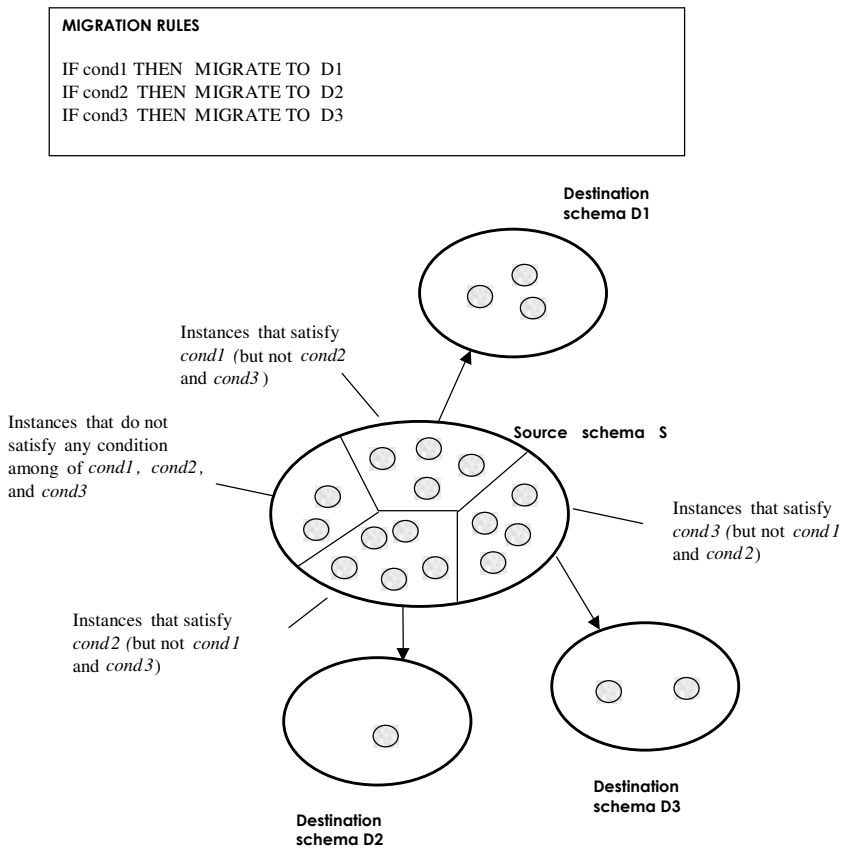 MIGRATION RULES
IF cond1 THEN MIGRATE TO D1
IF cond2 THEN MIGRATE TO D2
IF cond3 THEN MIGRATE TO D3
Destination
schema D1
Instances that satisfy
cond1 (but not cond2
and cond3)
Instances that do not
satisfy any condition
among of cond1, cond2,
and cond3
Source schema S
Instances that satisfy
cond3 (but not cond1
and cond2)
Instances that satisfy
cond2 (but not cond1
and cond3)
Destination
schema D3
Destination
schema D2